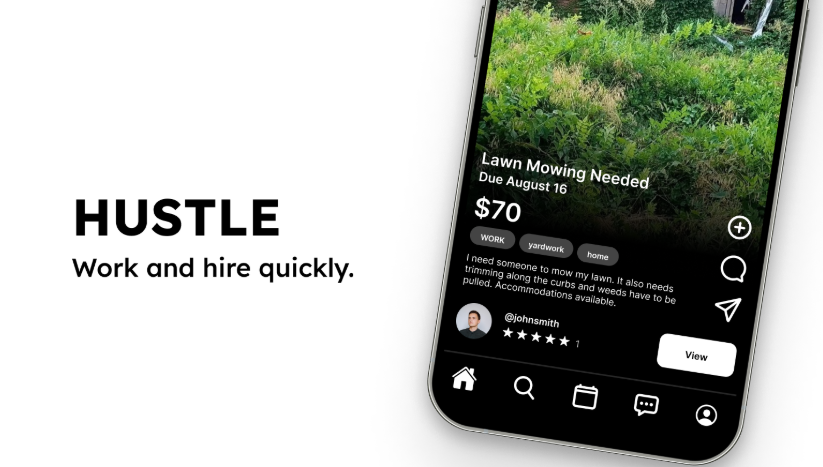 HUSTLE
Work and hire quickly.
Lawn Mowing Needed
Due August 16
$70
WORK yardwork home
I need someone to mow my lawn. It also needs
trimming along the curbs and weeds have to be
pulled. Accommodations available.
@johnsmith
1
View